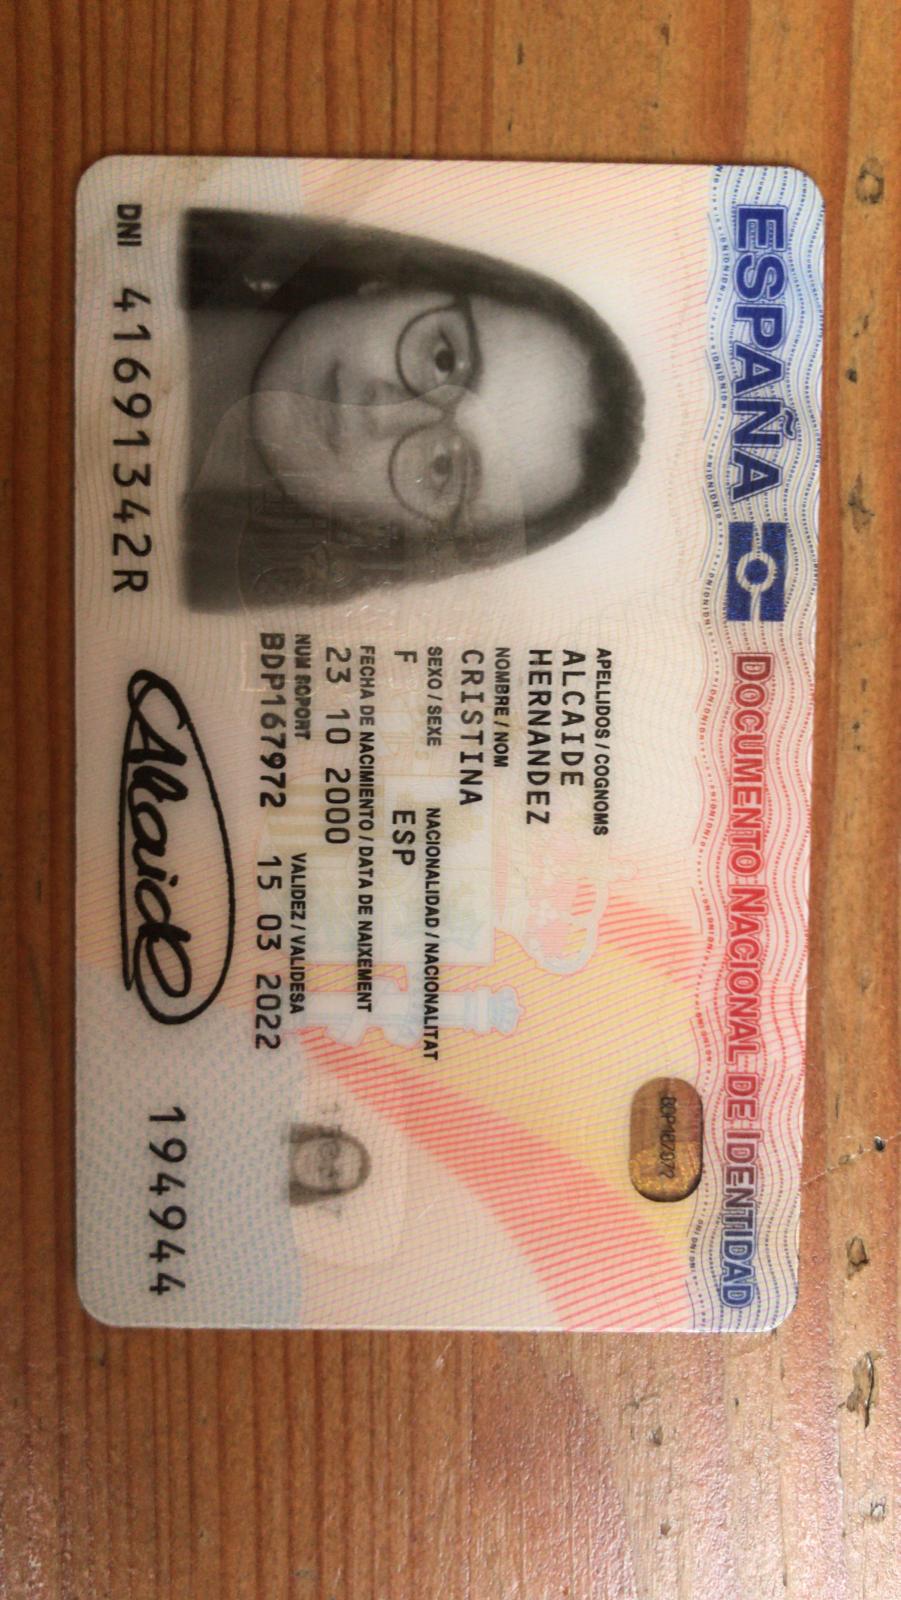 ESPAÑA DOCUMENTO NACIONAL DE IDENTIDAD
APELLIDOS / COGNOMS
ALCAIDE
HERNANDEZ
NOMBRE / NOM
CRISTINA
SEXO / SEXE NACIONALIDAD / NACIONALITAT
F ESP
FECHA DE NACIMIENTO / DATA DE NAIXEMENT
23 10 2000
NUM SOPORT VALIDEZ / VALIDESA
BDP167972 15 03 2022
DNI 41691342R
Alcaide
194944